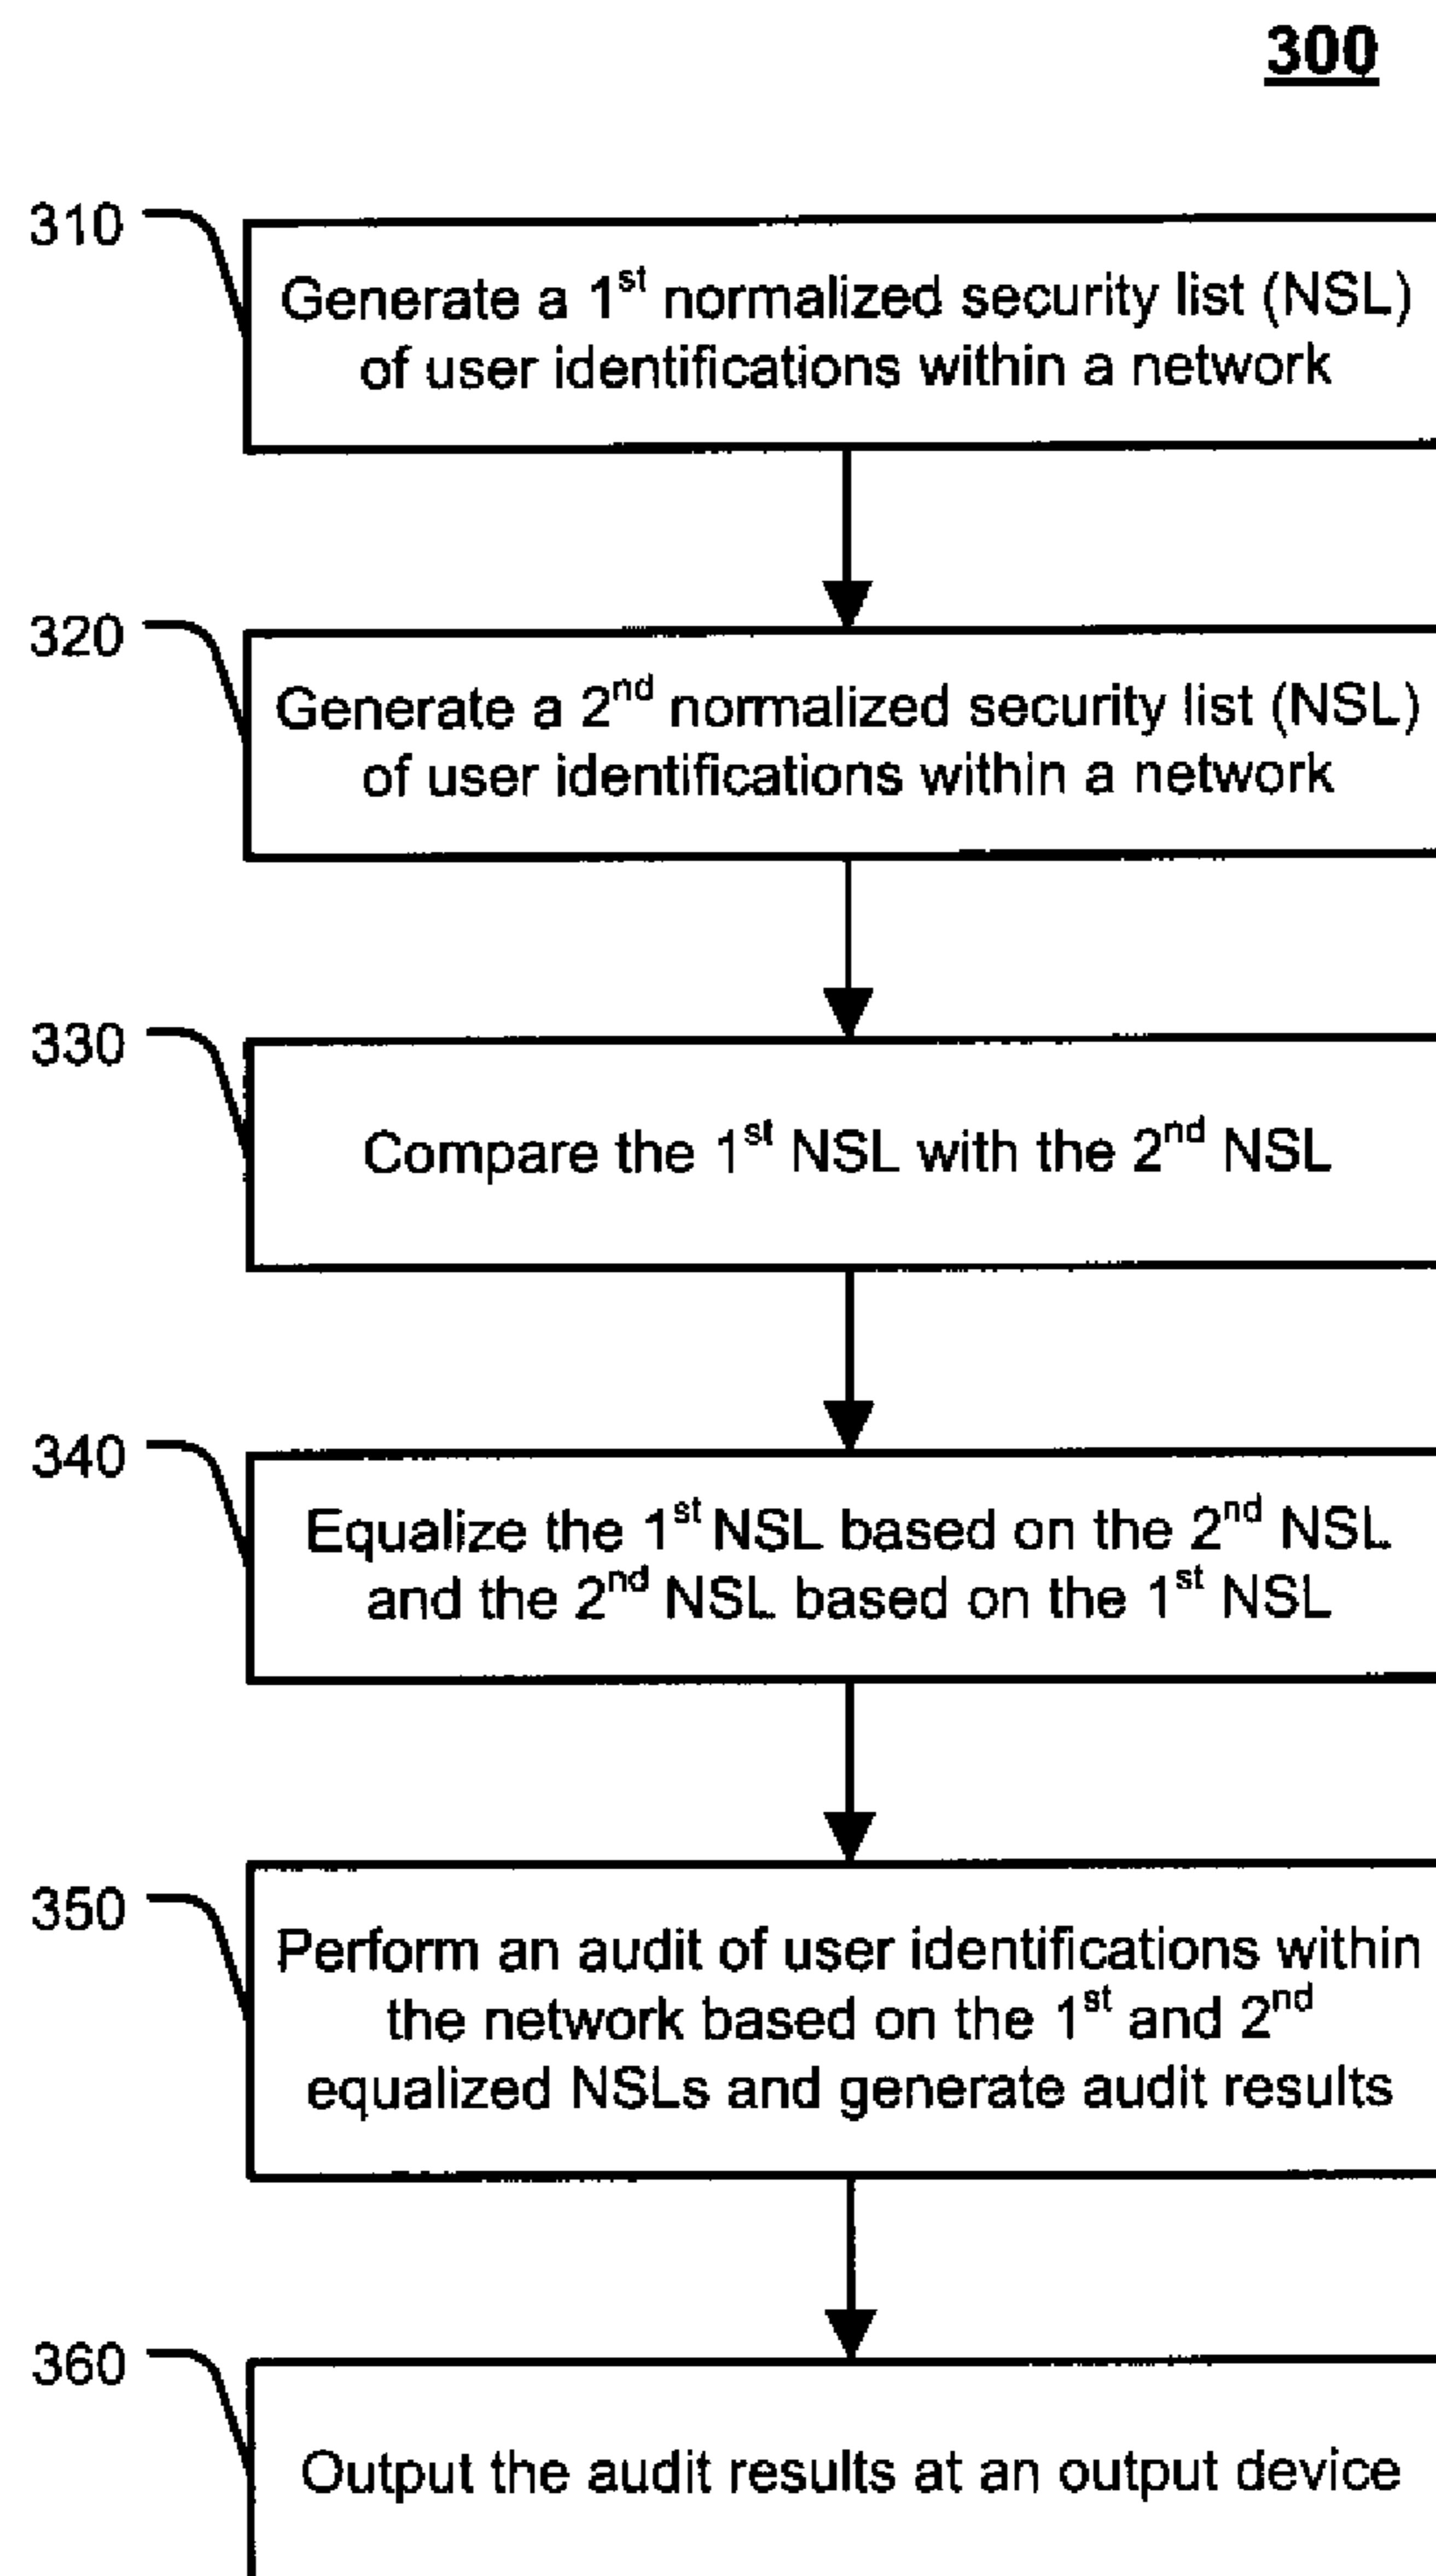 300
310
Generate a 1st normalized security list (NSL)
of user identifications within a network
320
Generate a 2nd normalized security list (NSL)
of user identifications within a network
330
Compare the 1st NSL with the 2nd NSL
340
Equalize the 1st NSL based on the 2nd NSL
and the 2nd NSL based on the 1st NSL
350
Perform an audit of user identifications within
the network based on the 1st and 2nd
equalized NSLs and generate audit results
360
Output the audit results at an output device